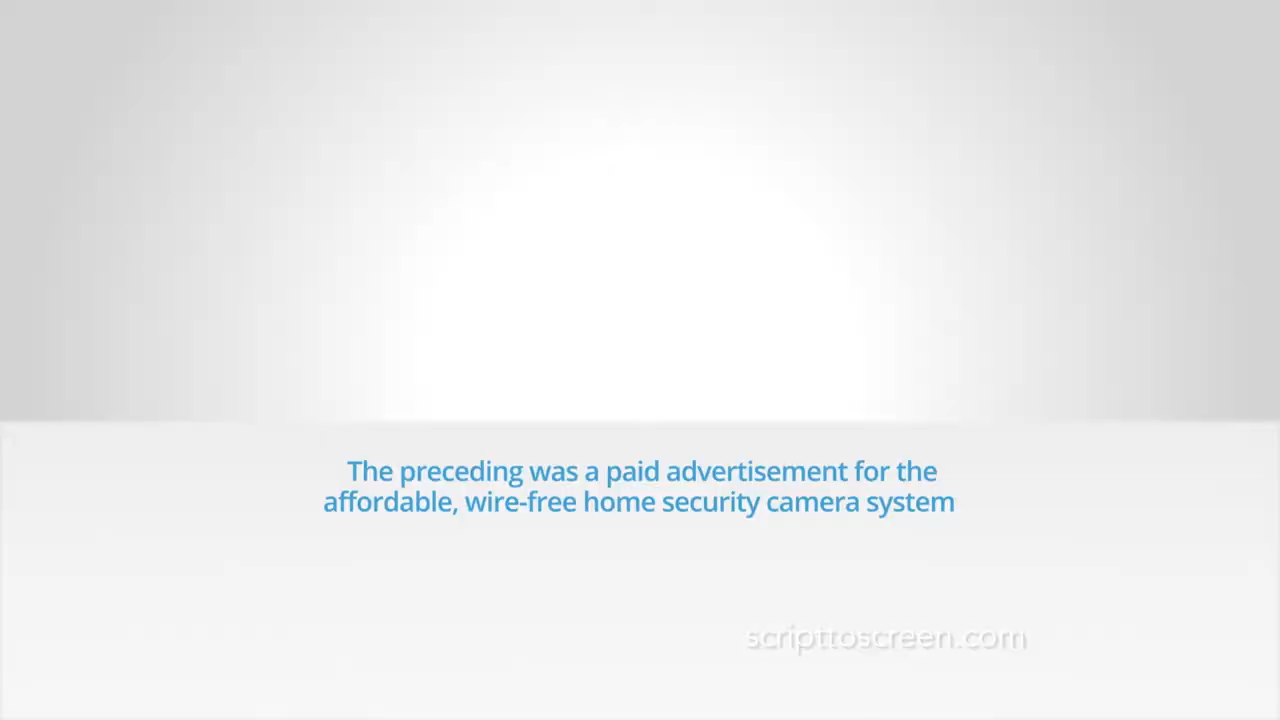 The preceding was a paid advertisement for the
affordable, wire-free home security camera system
scripttoscreen.com